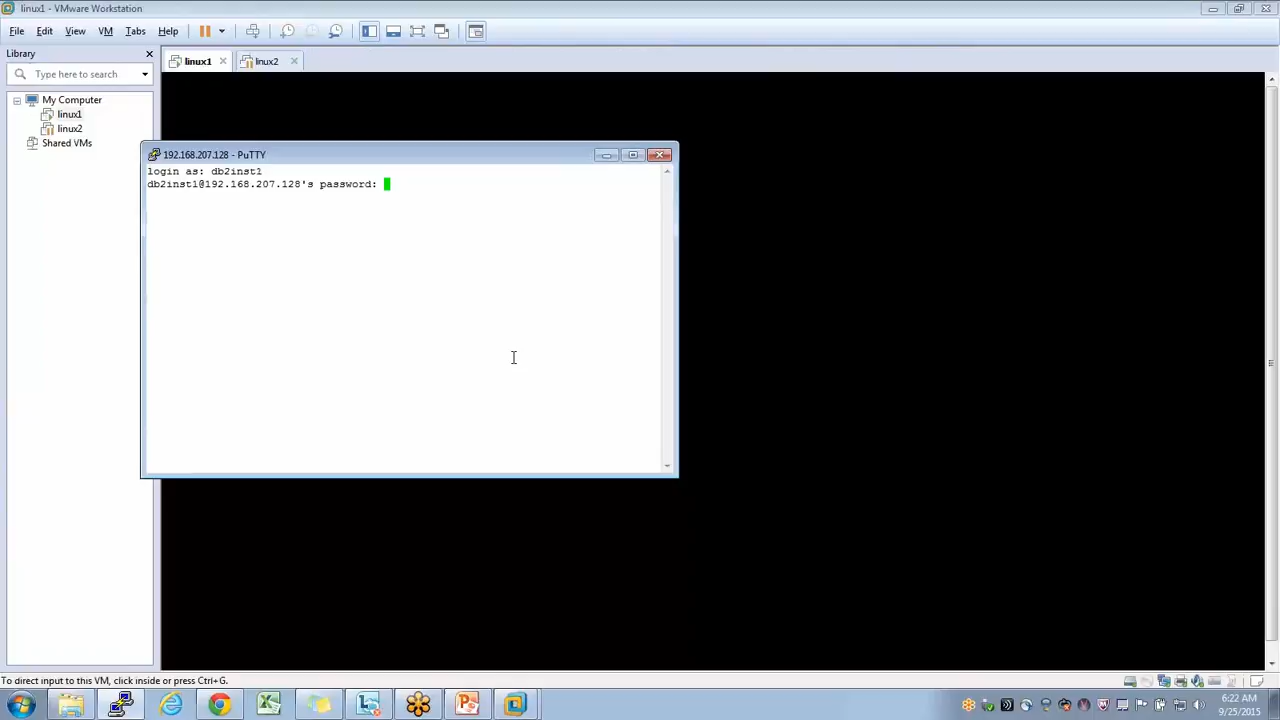 linux1 - VMware Workstation
File Edit View VM Tabs Help
Library
linux1 linux2
Type here to search
My Computer
linux1
linux2
Shared VMs
192.168.207.128 - PuTTY
login as: db2inst1
db2inst1@192.168.207.128's password:
To direct input to this VM, click inside or press Ctrl+G.
6:22 AM
9/25/2015